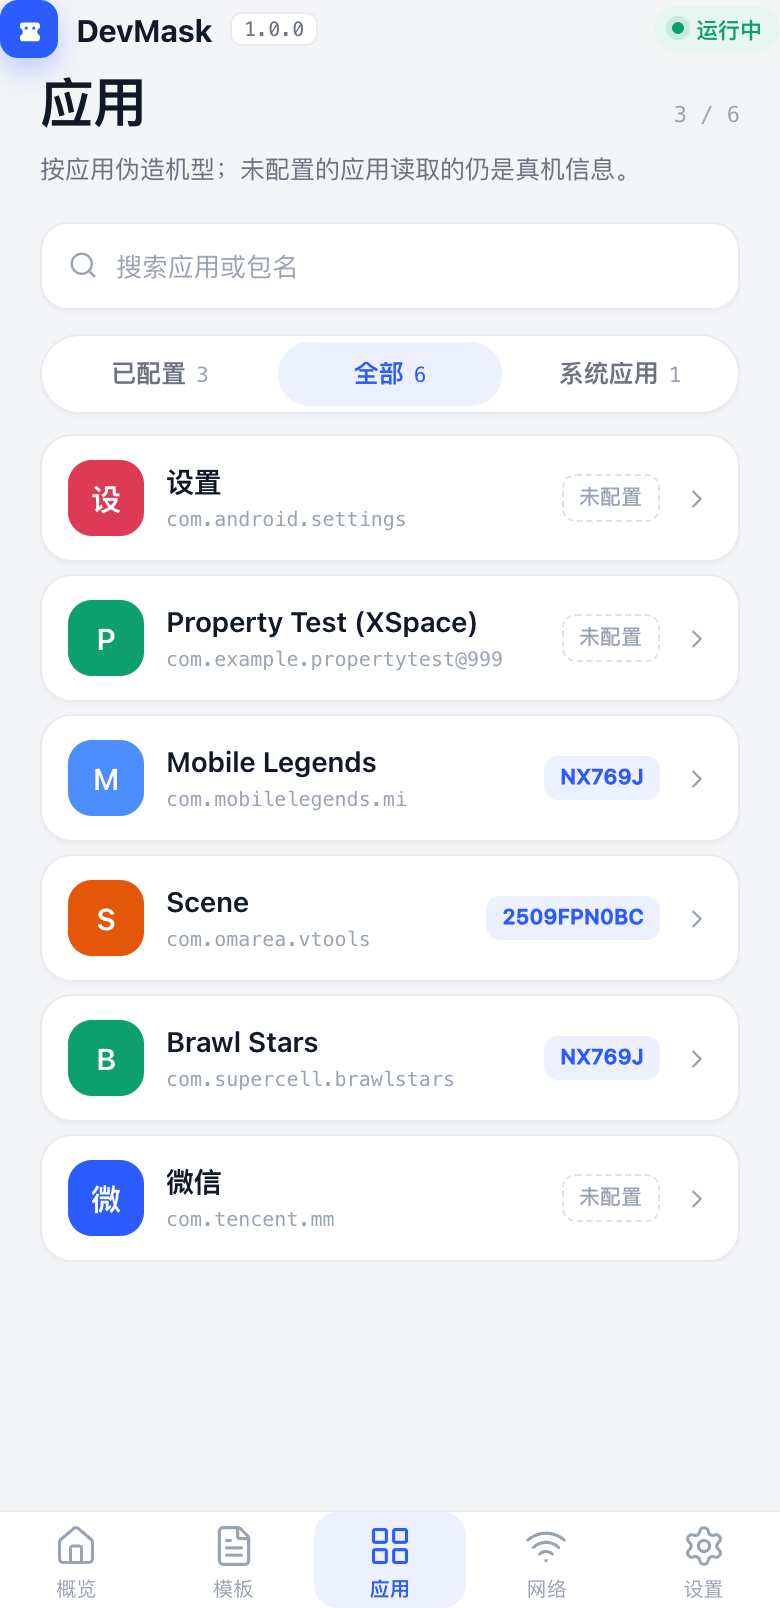 DevMask 1.0.0 运行中
应用 3 / 6
按应用伪造机型；未配置的应用读取的仍是真机信息。
搜索应用或包名
已配置 3 全部 6 系统应用 1
设 设置 未配置
com.android.settings
P Property Test (XSpace) 未配置
com.example.propertytest@999
M Mobile Legends NX769J
com.mobilelegends.mi
S Scene 2509FPN0BC
com.omarea.vtools
B Brawl Stars NX769J
com.supercell.brawlstars
微 微信 未配置
com.tencent.mm
概览 模板 应用 网络 设置